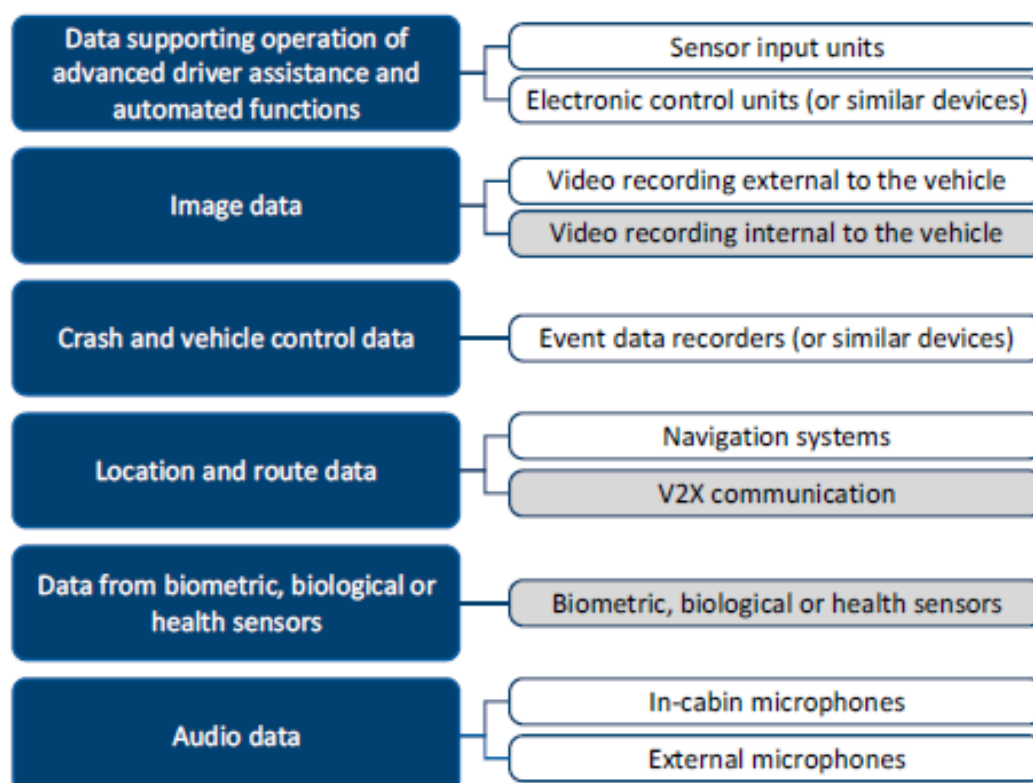 Data supporting operation of
advanced driver assistance and
automated functions
Sensor input units
Electronic control units (or similar devices)
Image data
Video recording external to the vehicle
Video recording internal to the vehicle
Crash and vehicle control data
Event data recorders (or similar devices)
Location and route data
Navigation systems
V2X communication
Data from biometric, biological or
health sensors
Biometric, biological or health sensors
Audio data
In-cabin microphones
External microphones